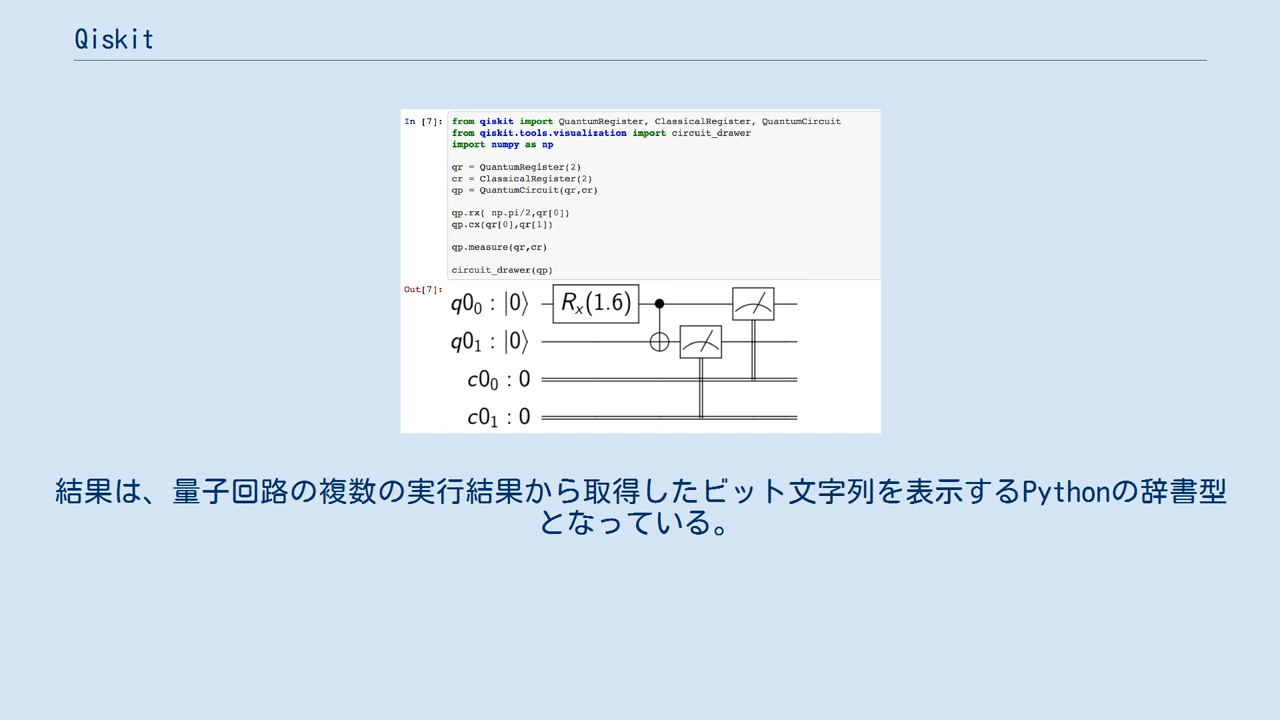 Qiskit
In [7]: from qiskit import QuantumRegister, ClassicalRegister, QuantumCircuit
from qiskit.tools.visualization import circuit_drawer
import numpy as np
qr = QuantumRegister(2)
cr = ClassicalRegister(2)
qp = QuantumCircuit(qr,cr)
qp.rx( np.pi/2,qr[0])
qp.cx(qr[0],qr[1])
qp.measure(qr,cr)
circuit_drawer(qp)
Out[7]:
q0₀ : |0⟩ Rₓ(1.6)
q0₁ : |0⟩
c0₀ : 0
c0₁ : 0
結果は、量子回路の複数の実行結果から取得したビット文字列を表示するPythonの辞書型
となっている。